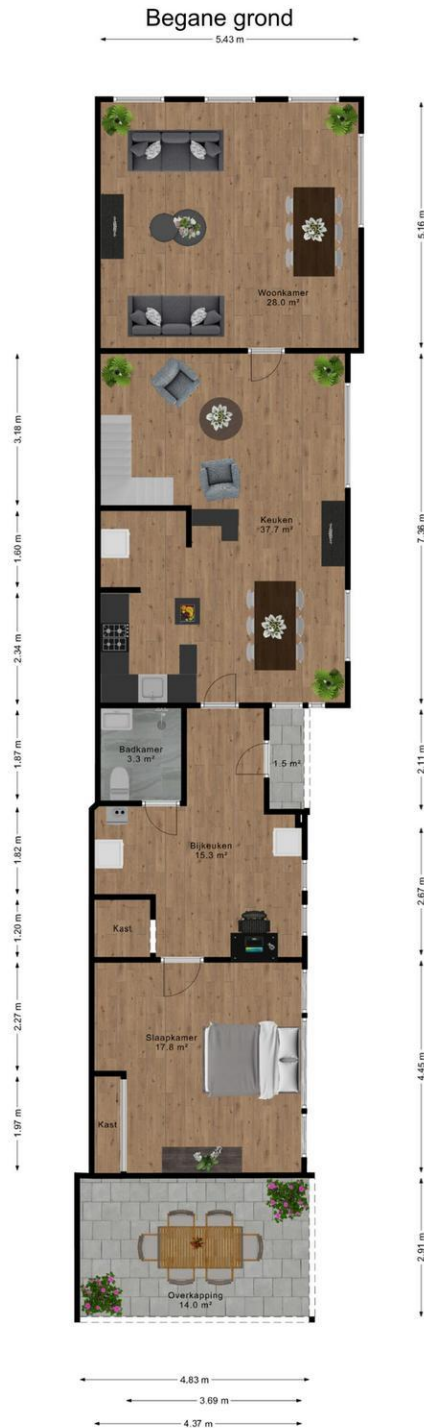 Begane grond
5.43 m
5.16 m
Woonkamer
28.0 m²
3.18 m
7.36 m
Keuken
37.7 m²
1.60 m
2.34 m
1.87 m
Badkamer
3.3 m²
1.5 m²
2.11 m
1.82 m
Bijkeuken
15.3 m²
2.67 m
1.20 m
Kast
2.27 m
Slaapkamer
17.8 m²
4.45 m
1.97 m
Kast
2.91 m
Overkapping
14.0 m²
4.83 m
3.69 m
4.37 m